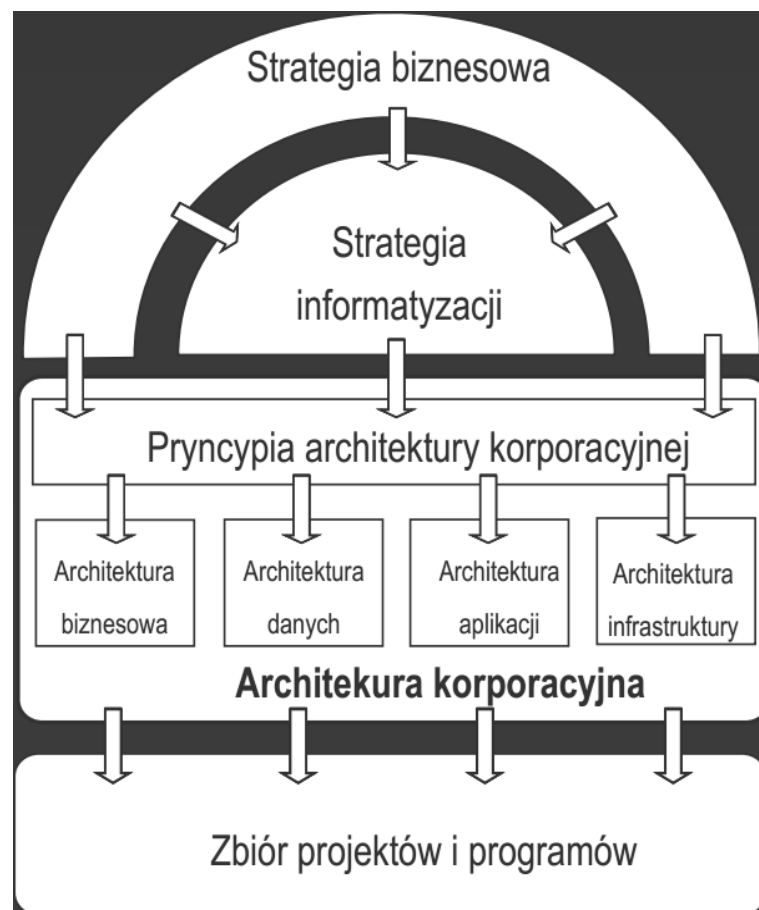 Strategia biznesowa
Strategia
informatyzacji
Pryncypia architektury korporacyjnej
Architektura
biznesowa
Architektura
danych
Architektura
aplikacji
Architektura
infrastruktury
Architekura korporacyjna
Zbiór projektów i programów